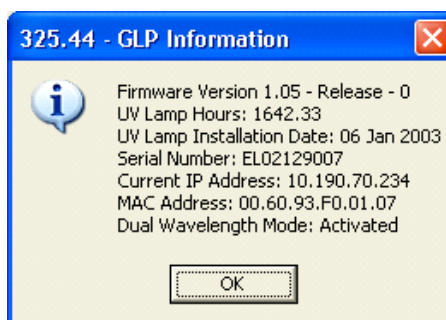 325.44 - GLP Information
Firmware Version 1.05 - Release - 0
UV Lamp Hours: 1642.33
UV Lamp Installation Date: 06 Jan 2003
Serial Number: EL02129007
Current IP Address: 10.190.70.234
MAC Address: 00.60.93.F0.01.07
Dual Wavelength Mode: Activated
OK